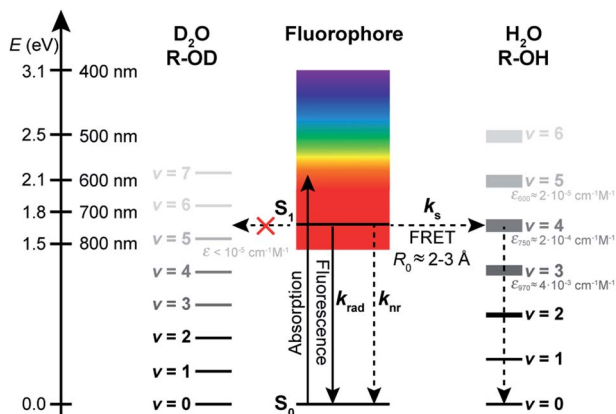 E (eV)
D₂O
R-OD
Fluorophore
H₂O
R-OH
3.1
400 nm
2.5
500 nm
2.1
600 nm
1.8
700 nm
1.5
800 nm
0.0
v = 7
v = 6
v = 5
ε < 10⁻⁵ cm⁻¹M⁻¹
v = 4
v = 3
v = 2
v = 1
v = 0
S₁
S₀
Absorption
Fluorescence
k_rad
k_nr
k_s
FRET
R₀ ≈ 2-3 Å
v = 6
v = 5
ε₆₀₀≈ 2·10⁻⁵ cm⁻¹M⁻¹
v = 4
ε₇₅₀≈ 2·10⁻⁴ cm⁻¹M⁻¹
v = 3
ε₉₇₀≈ 4·10⁻³ cm⁻¹M⁻¹
v = 2
v = 1
v = 0